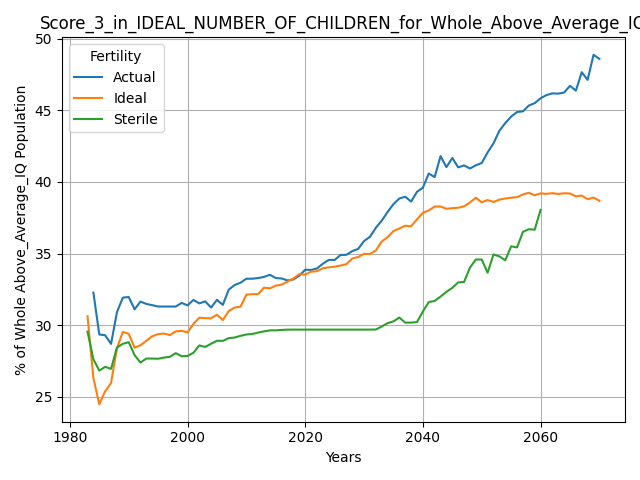 Score_3_in_IDEAL_NUMBER_OF_CHILDREN_for_Whole_Above_Average_IQ
50
45
40
35
30
25
% of Whole Above_Average_IQ Population
Fertility
Actual
Ideal
Sterile
1980
2000
2020
2040
2060
Years